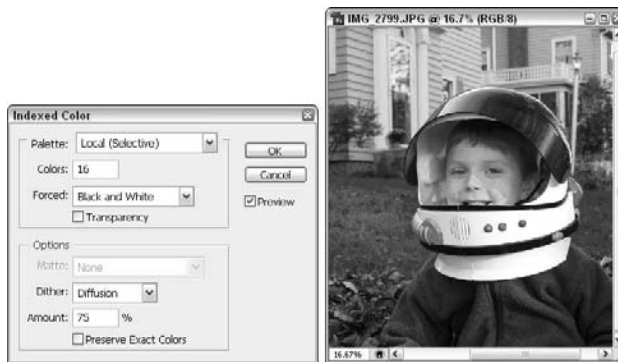 Indexed Color
Palette: Local (Selective)
Colors: 16
Forced: Black and White
Transparency
OK
Cancel
Preview
Options
Matte: None
Dither: Diffusion
Amount: 75 %
Preserve Exact Colors
IMG_2799.JPG @ 16.7% (RGB/8)
16.67%